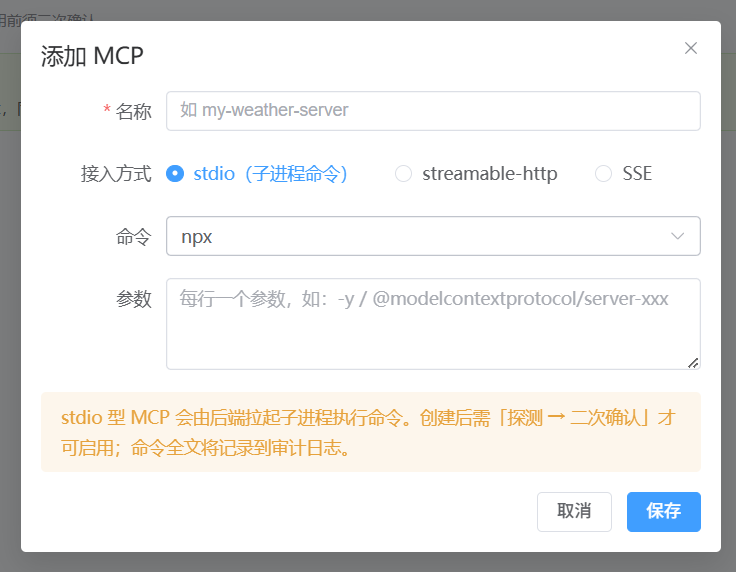 添加 MCP
* 名称 如 my-weather-server
接入方式 stdio（子进程命令） streamable-http SSE
命令 npx
参数 每行一个参数，如：-y / @modelcontextprotocol/server-xxx
stdio 型 MCP 会由后端拉起子进程执行命令。创建后需「探测 → 二次确认」才
可启用；命令全文将记录到审计日志。
取消 保存